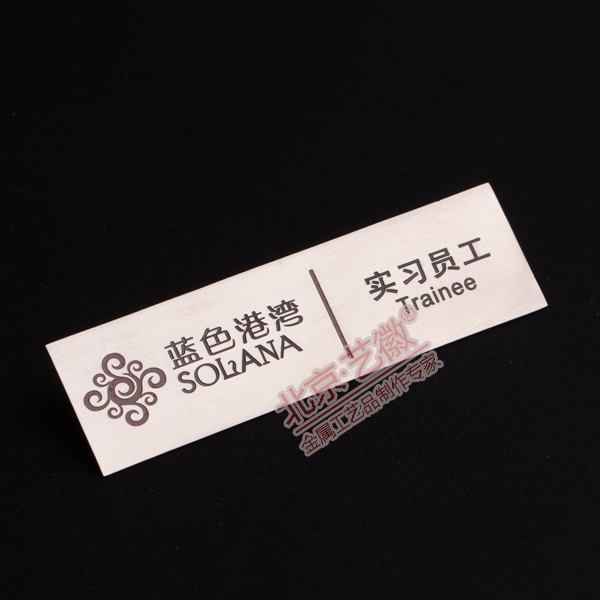 蓝色港湾
SOLANA
实习员工
Trainee
北京·艺徽®
金属工艺品制作专家